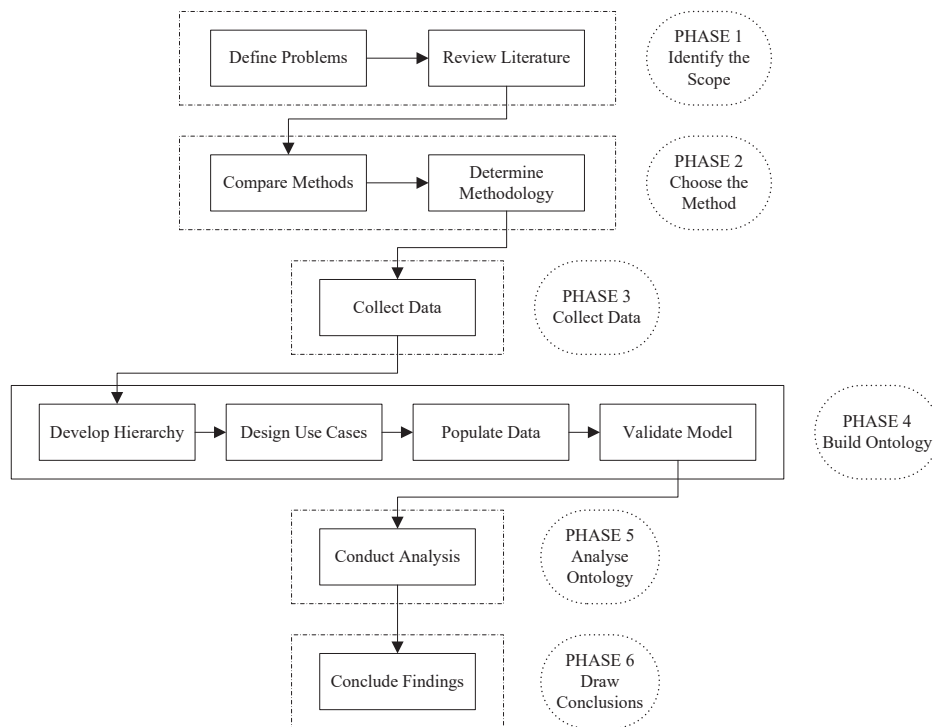 Define Problems
Review Literature
PHASE 1
Identify the
Scope
Compare Methods
Determine
Methodology
PHASE 2
Choose the
Method
Collect Data
PHASE 3
Collect Data
Develop Hierarchy
Design Use Cases
Populate Data
Validate Model
PHASE 4
Build Ontology
Conduct Analysis
PHASE 5
Analyse
Ontology
Conclude Findings
PHASE 6
Draw
Conclusions